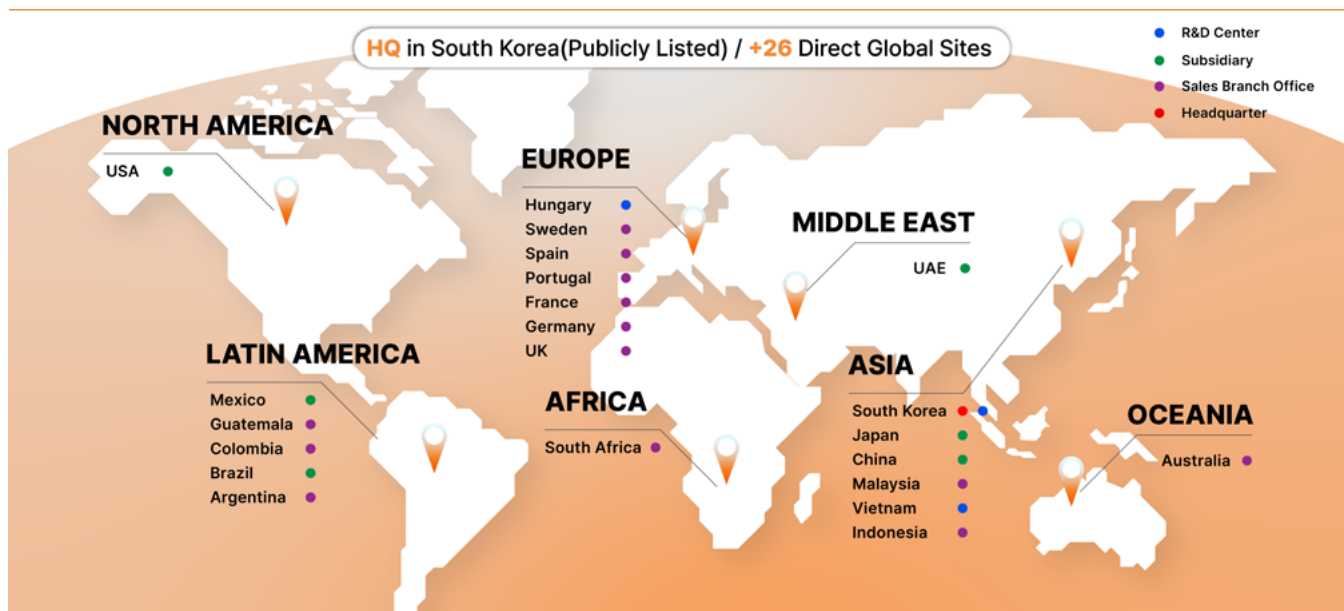 HQ in South Korea(Publicly Listed) / +26 Direct Global Sites
R&D Center
Subsidiary
Sales Branch Office
Headquarter
NORTH AMERICA
USA
EUROPE
Hungary
Sweden
Spain
Portugal
France
Germany
UK
MIDDLE EAST
UAE
LATIN AMERICA
Mexico
Guatemala
Colombia
Brazil
Argentina
AFRICA
South Africa
ASIA
South Korea
Japan
China
Malaysia
Vietnam
Indonesia
OCEANIA
Australia